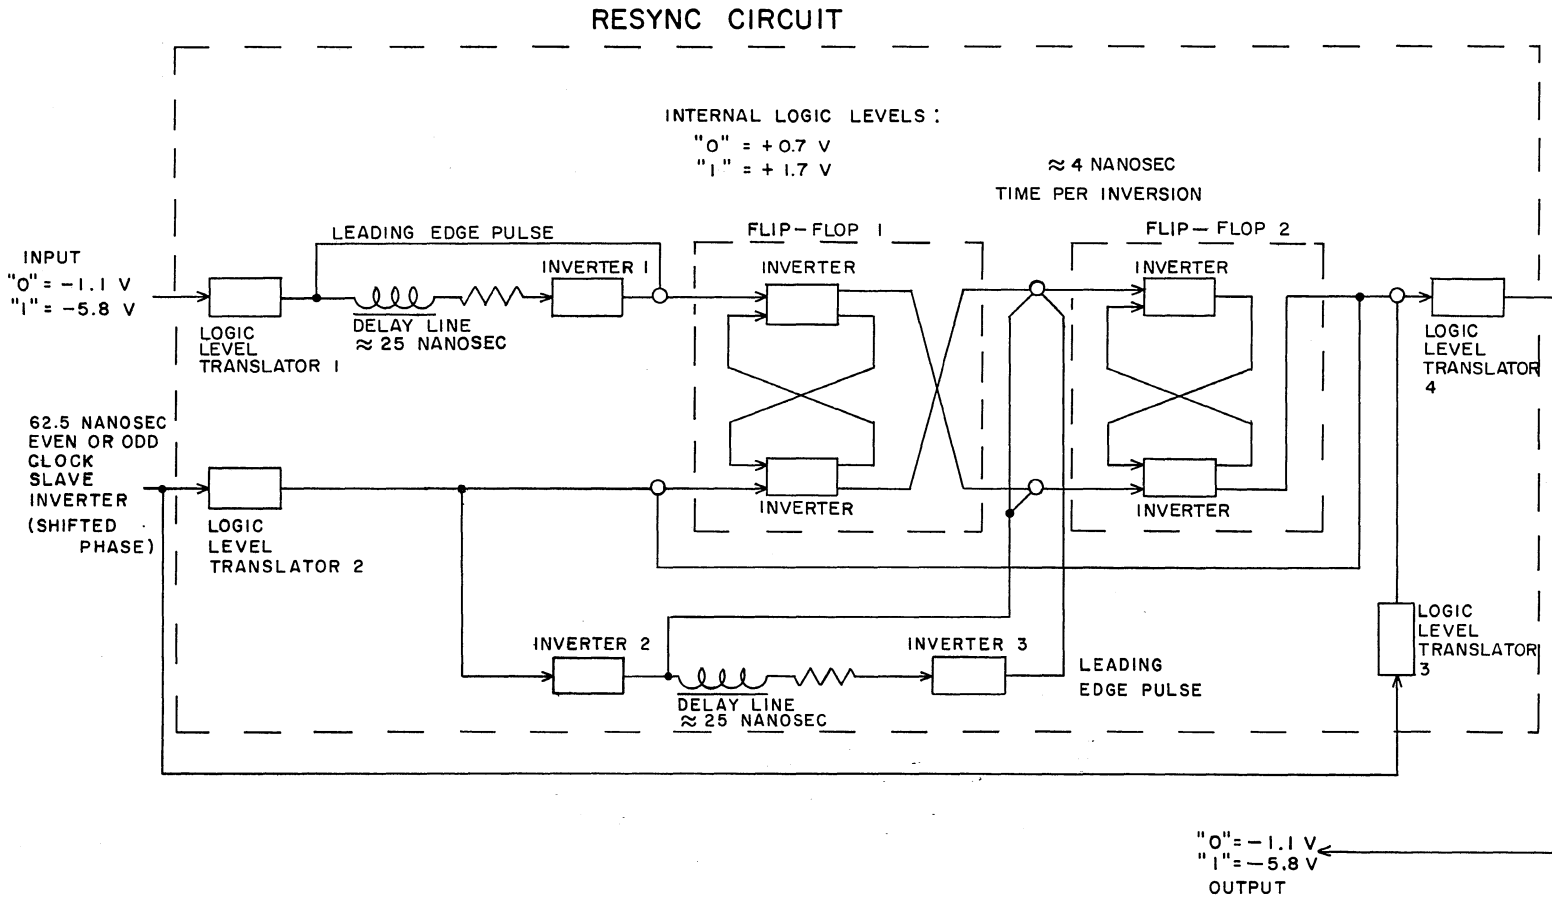 RESYNC CIRCUIT
INTERNAL LOGIC LEVELS :
"0" = + 0.7 V
"1" = + 1.7 V
≈ 4 NANOSEC
TIME PER INVERSION
INPUT
"0" = -1.1 V
"1" = -5.8 V
LEADING EDGE PULSE
LOGIC
LEVEL
TRANSLATOR 1
DELAY LINE
≈ 25 NANOSEC
INVERTER 1
FLIP-FLOP 1
INVERTER
INVERTER
FLIP-FLOP 2
INVERTER
INVERTER
LOGIC
LEVEL
TRANSLATOR
4
62.5 NANOSEC
EVEN OR ODD
CLOCK
SLAVE
INVERTER
(SHIFTED
PHASE)
LOGIC
LEVEL
TRANSLATOR 2
INVERTER 2
DELAY LINE
≈ 25 NANOSEC
INVERTER 3
LEADING
EDGE PULSE
LOGIC
LEVEL
TRANSLATOR
3
"0" = -1.1 V
"1" = -5.8 V
OUTPUT